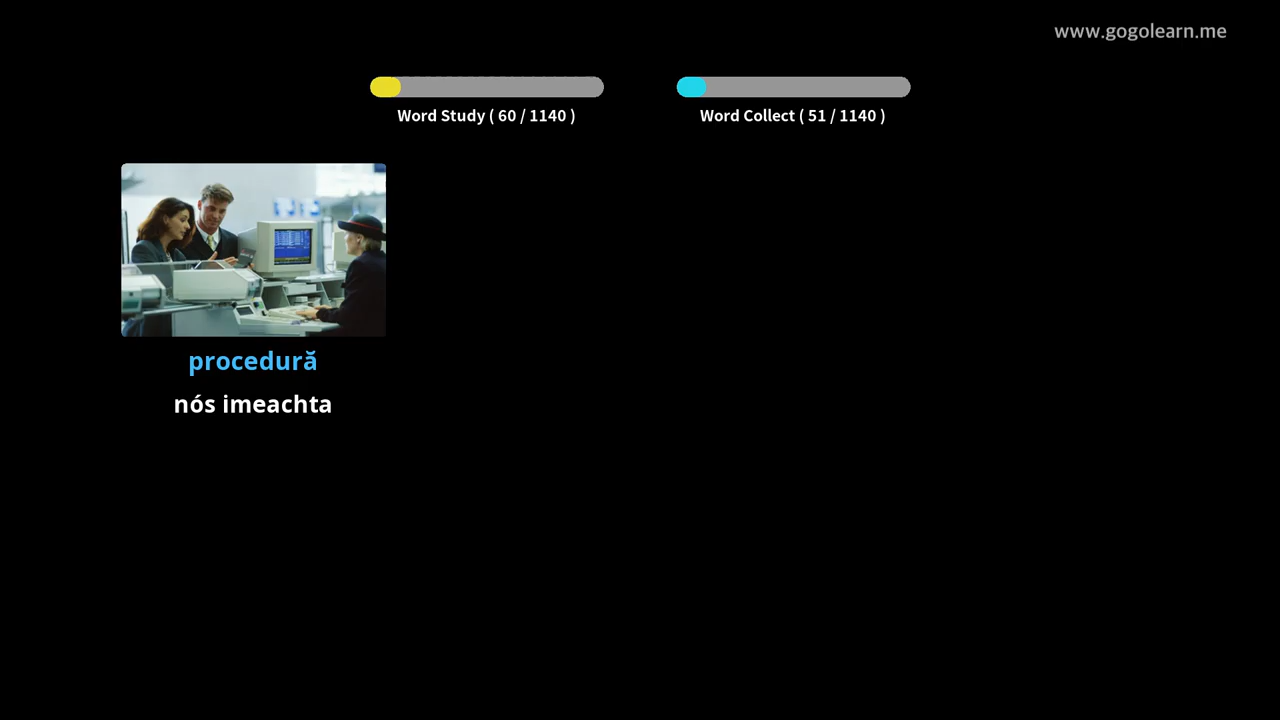 www.gogolearn.me
Word Study ( 60 / 1140 )
Word Collect ( 51 / 1140 )
procedură
nós imeachta